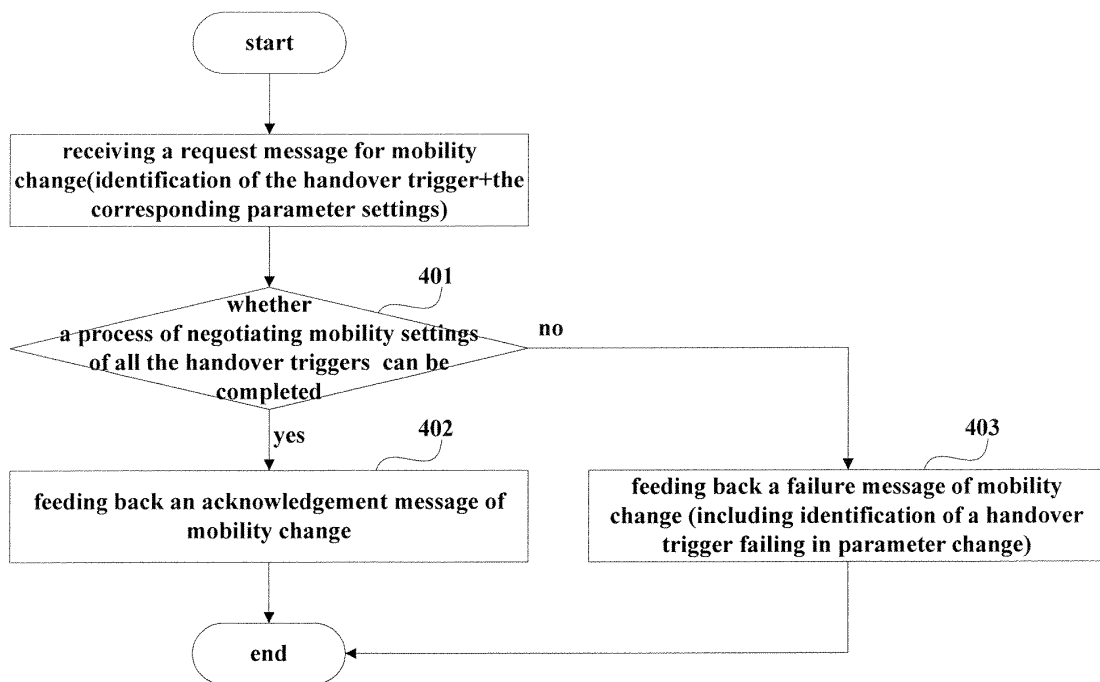 start
receiving a request message for mobility
change(identification of the handover trigger+the
corresponding parameter settings)
401
whether
a process of negotiating mobility settings
of all the handover triggers can be
completed
no
yes
402
feeding back an acknowledgement message of
mobility change
403
feeding back a failure message of mobility
change (including identification of a handover
trigger failing in parameter change)
end